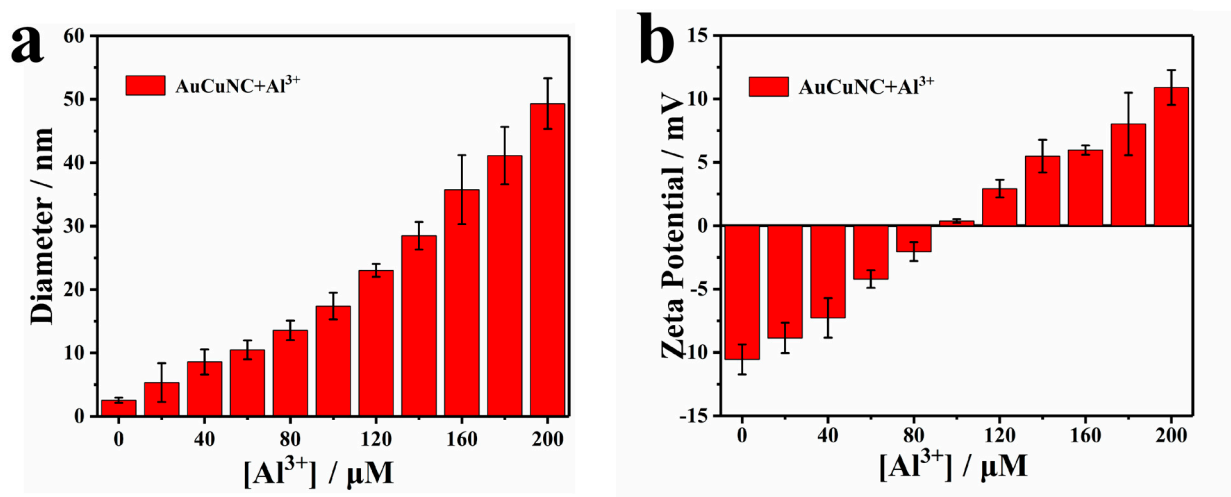 a
60
50
40
30
20
10
0
Diameter / nm
AuCuNC+Al³⁺
0 40 80 120 160 200
[Al³⁺] / μM
b
15
10
5
0
-5
-10
-15
Zeta Potential / mV
AuCuNC+Al³⁺
0 40 80 120 160 200
[Al³⁺] / μM